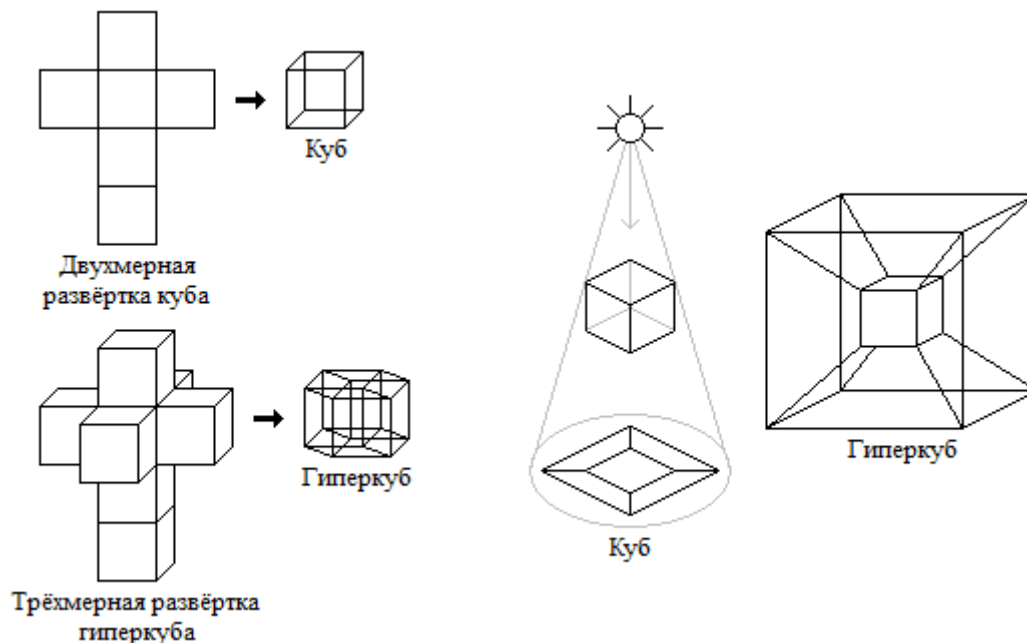 Куб
Двухмерная
развёртка куба
Гиперкуб
Трёхмерная развёртка
гиперкуба
Куб
Гиперкуб